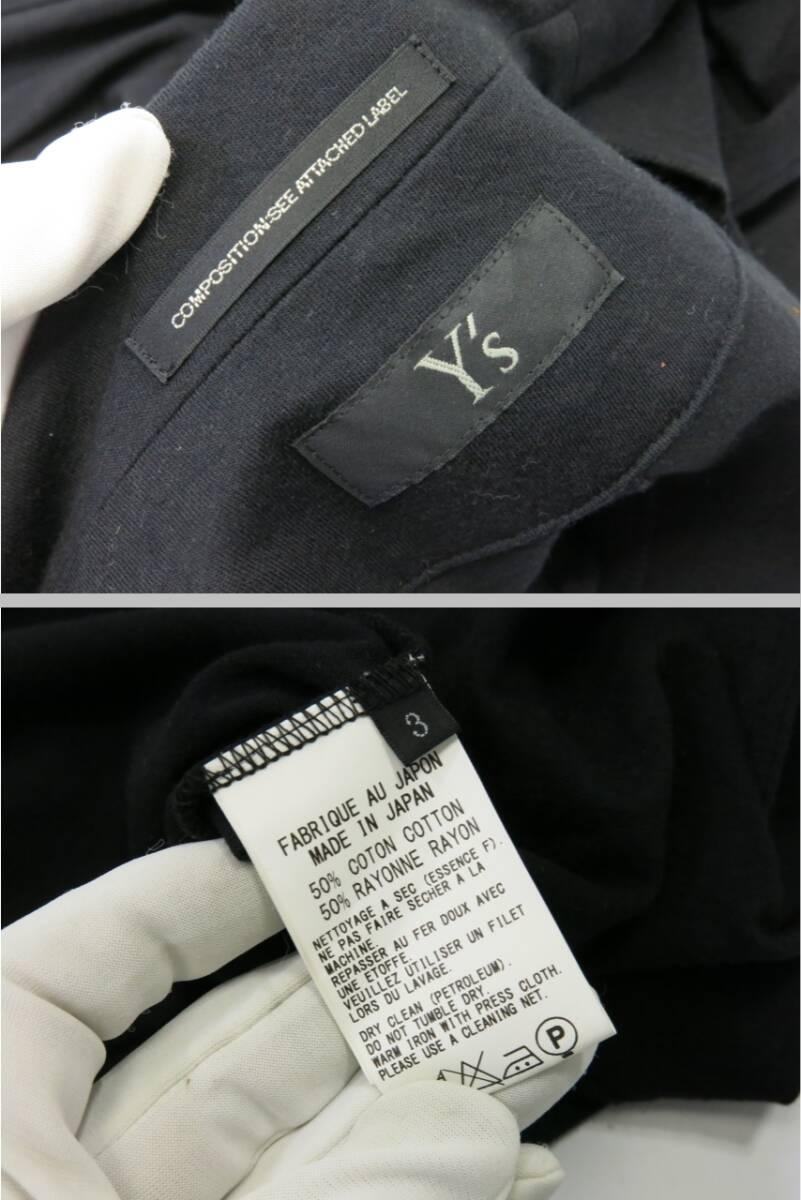 COMPOSITION:SEE ATTACHED LABEL
Y's
3
FABRIQUE AU JAPON
MADE IN JAPAN
50% COTON COTTON
50% RAYONNE RAYON
NETTOYAGE A SEC (ESSENCE F).
NE PAS FAIRE SECHER A LA
MACHINE.
REPASSER AU FER DOUX AVEC
UNE ETOFFE.
VEUILLEZ UTILISER UN FILET
LORS DU LAVAGE.
DRY CLEAN (PETROLEUM).
DO NOT TUMBLE DRY.
WARM IRON WITH PRESS CLOTH.
PLEASE USE A CLEANING NET.
P